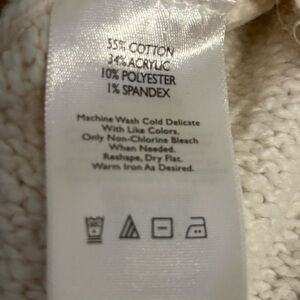 55% COTTON
34% ACRYLIC
10% POLYESTER
1% SPANDEX
Machine Wash Cold Delicate
With Like Colors.
Only Non-Chlorine Bleach
When Needed.
Reshape, Dry Flat.
Warm Iron As Desired.